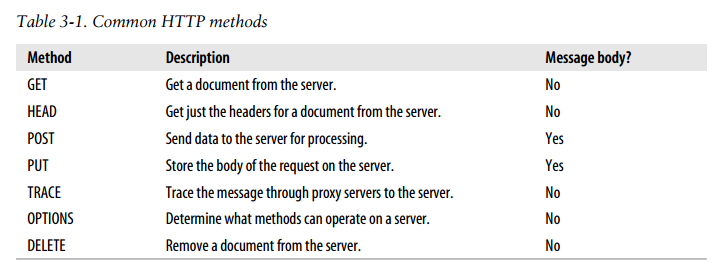 Table 3-1. Common HTTP methods
Method Description Message body?
GET Get a document from the server. No
HEAD Get just the headers for a document from the server. No
POST Send data to the server for processing. Yes
PUT Store the body of the request on the server. Yes
TRACE Trace the message through proxy servers to the server. No
OPTIONS Determine what methods can operate on a server. No
DELETE Remove a document from the server. No